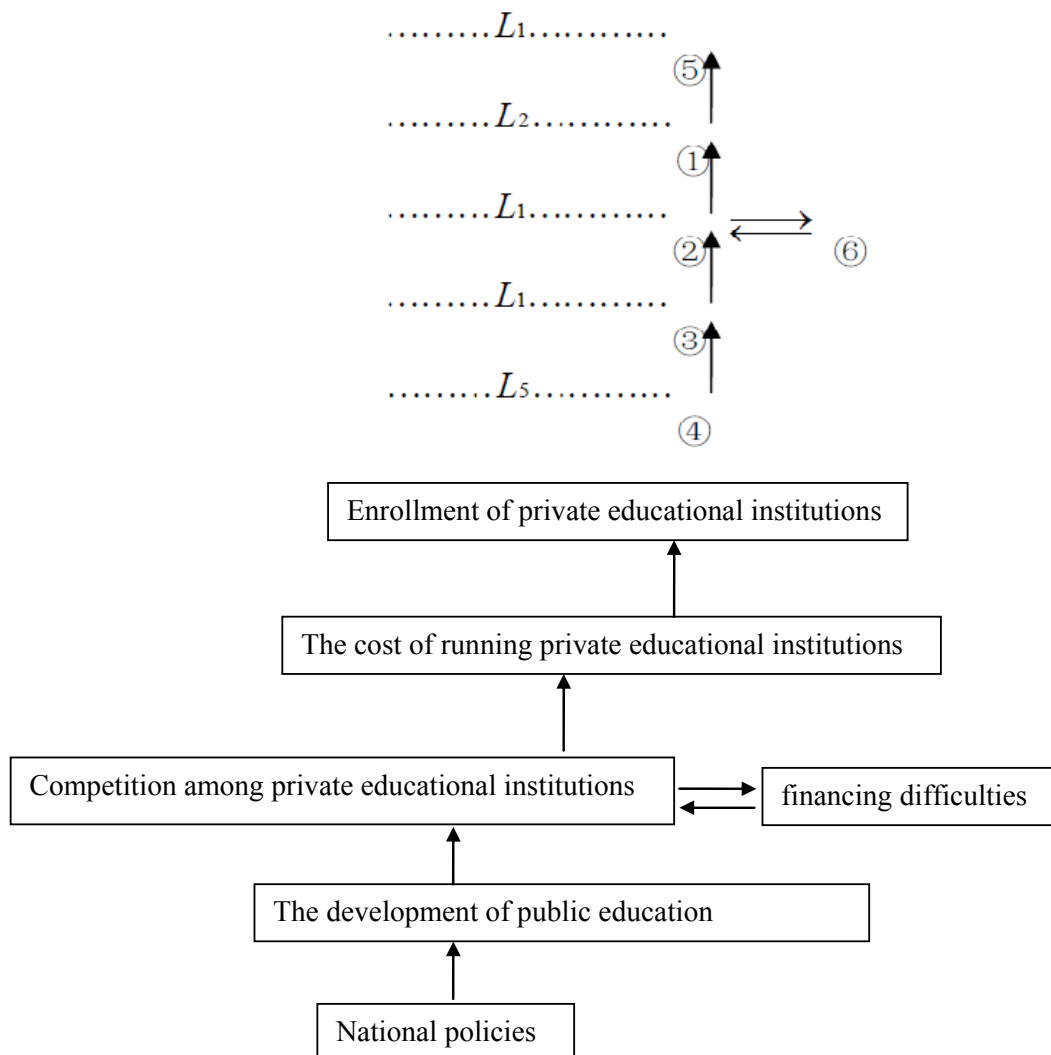 .........L1............
⑤
.........L2............
①
.........L1............
② ⑥
.........L1............
③
.........L5............
④
Enrollment of private educational institutions
The cost of running private educational institutions
Competition among private educational institutions
financing difficulties
The development of public education
National policies